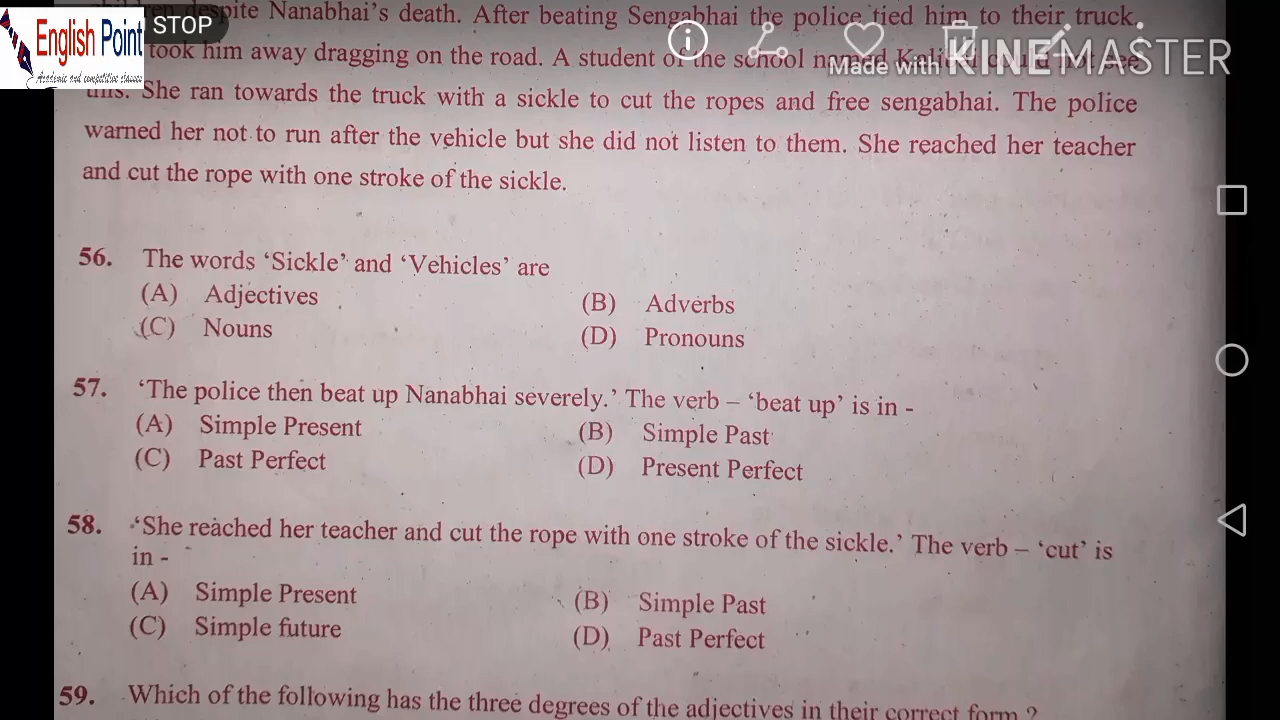 English Point
Academic and competitive classes
STOP
despite Nanabhai's death. After beating Sengabhai the police tied him to their truck
took him away dragging on the road. A student of the school
Made with KINEMASTER
this. She ran towards the truck with a sickle to cut the ropes and free sengabhai. The police
warned her not to run after the vehicle but she did not listen to them. She reached her teacher
and cut the rope with one stroke of the sickle.
56. The words 'Sickle' and 'Vehicles' are
(A) Adjectives (B) Adverbs
(C) Nouns (D) Pronouns
57. 'The police then beat up Nanabhai severely.' The verb – 'beat up' is in -
(A) Simple Present (B) Simple Past
(C) Past Perfect (D) Present Perfect
58. 'She reached her teacher and cut the rope with one stroke of the sickle.' The verb – 'cut' is
in -
(A) Simple Present (B) Simple Past
(C) Simple future (D) Past Perfect
59. Which of the following has the three degrees of the adjectives in their correct form ?